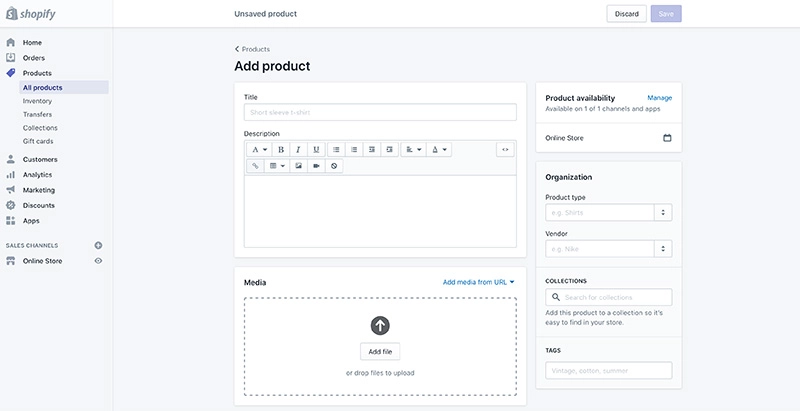 shopify
Unsaved product
Discard
Save
Home
Orders
Products
All products
Inventory
Transfers
Collections
Gift cards
Customers
Analytics
Marketing
Discounts
Apps
SALES CHANNELS
Online Store
Products
Add product
Title
Short sleeve t-shirt
Description
A B I U A <>
Media
Add media from URL
Add file
or drop files to upload
Product availability
Manage
Available on 1 of 1 channels and apps
Online Store
Organization
Product type
e.g. Shirts
Vendor
e.g. Nike
COLLECTIONS
Search for collections
Add this product to a collection so it's
easy to find in your store.
TAGS
Vintage, cotton, summer